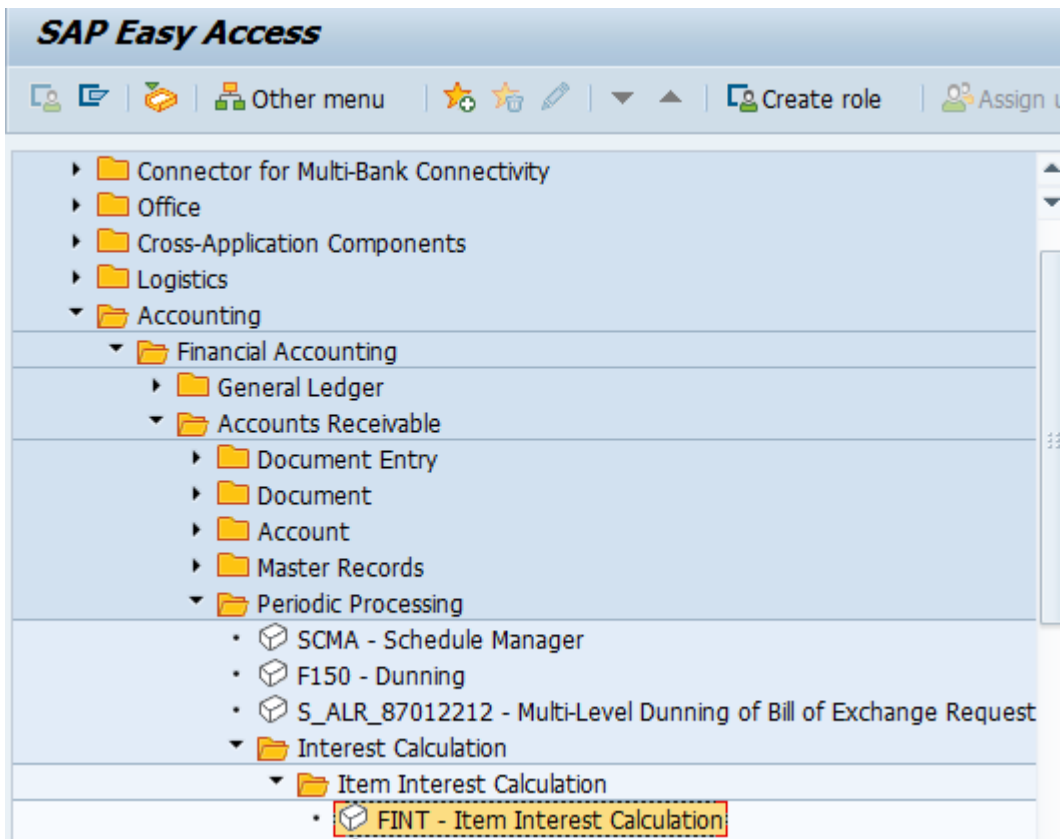 SAP Easy Access
Other menu Create role Assign
Connector for Multi-Bank Connectivity
Office
Cross-Application Components
Logistics
Accounting
Financial Accounting
General Ledger
Accounts Receivable
Document Entry
Document
Account
Master Records
Periodic Processing
SCMA - Schedule Manager
F150 - Dunning
S_ALR_87012212 - Multi-Level Dunning of Bill of Exchange Request
Interest Calculation
Item Interest Calculation
FINT - Item Interest Calculation